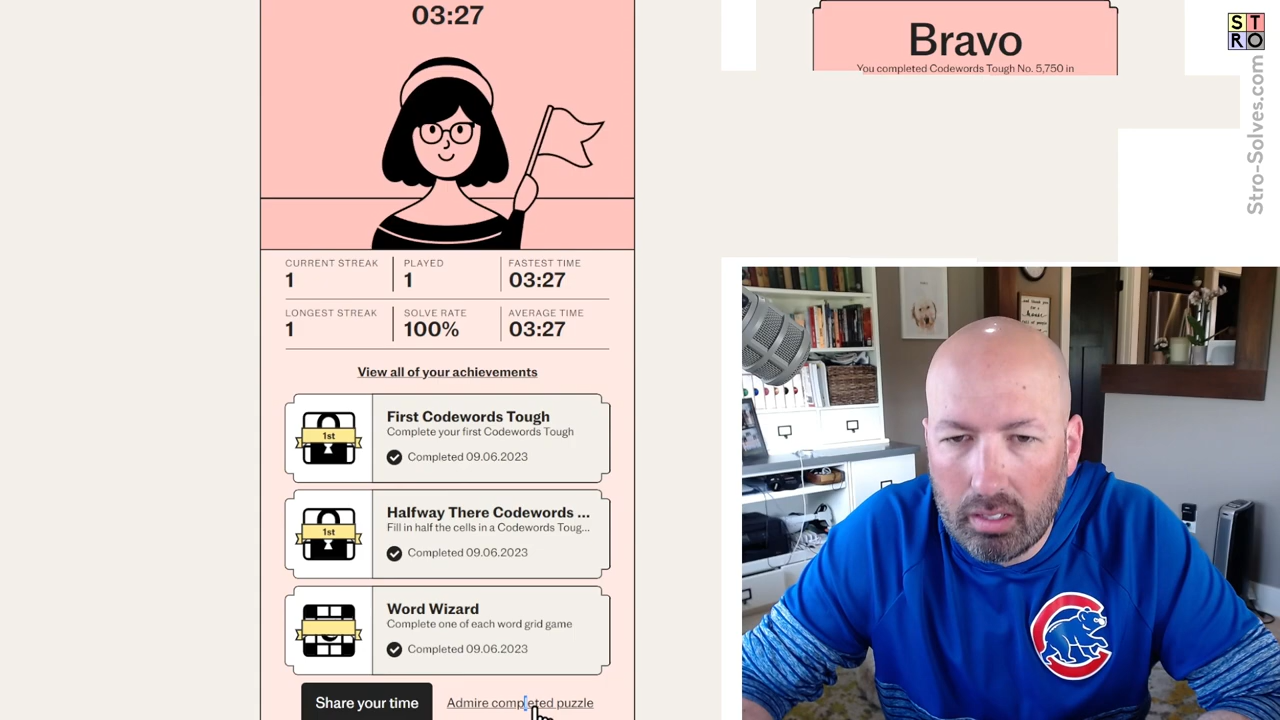 03:27
CURRENT STREAK
1
PLAYED
1
FASTEST TIME
03:27
LONGEST STREAK
1
SOLVE RATE
100%
AVERAGE TIME
03:27
View all of your achievements
1st
First Codewords Tough
Complete your first Codewords Tough
Completed 09.06.2023
1st
Halfway There Codewords ...
Fill in half the cells in a Codewords Toug...
Completed 09.06.2023
Word Wizard
Complete one of each word grid game
Completed 09.06.2023
Share your time
Admire completed puzzle
Bravo
You completed Codewords Tough No. 5,750 in
ST
RO
Stro-Solves.com